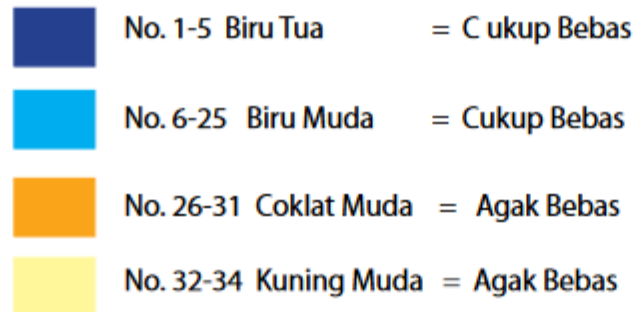 No. 1-5 Biru Tua = C ukup Bebas
No. 6-25 Biru Muda = Cukup Bebas
No. 26-31 Coklat Muda = Agak Bebas
No. 32-34 Kuning Muda = Agak Bebas